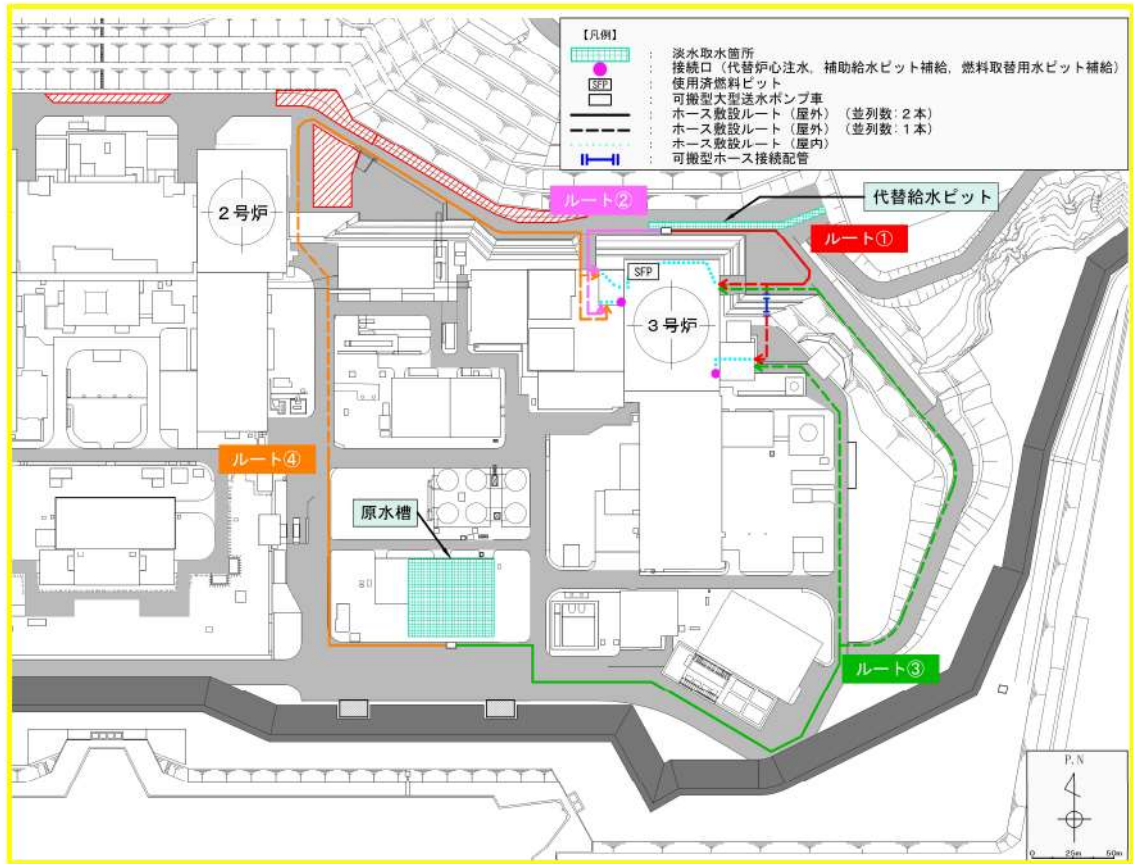 【凡例】
： 淡水取水箇所
： 接続口（代替炉心注水，補助給水ピット補給，燃料取替用水ピット補給）
SFP ： 使用済燃料ピット
： 可搬型大型送水ポンプ車
： ホース敷設ルート（屋外）（並列数：2本）
： ホース敷設ルート（屋外）（並列数：1本）
： ホース敷設ルート（屋内）
： 可搬型ホース接続配管
ルート②
代替給水ピット
2号炉
ルート①
SFP
3号炉
ルート④
原水槽
ルート③
P.N
0 25m 50m